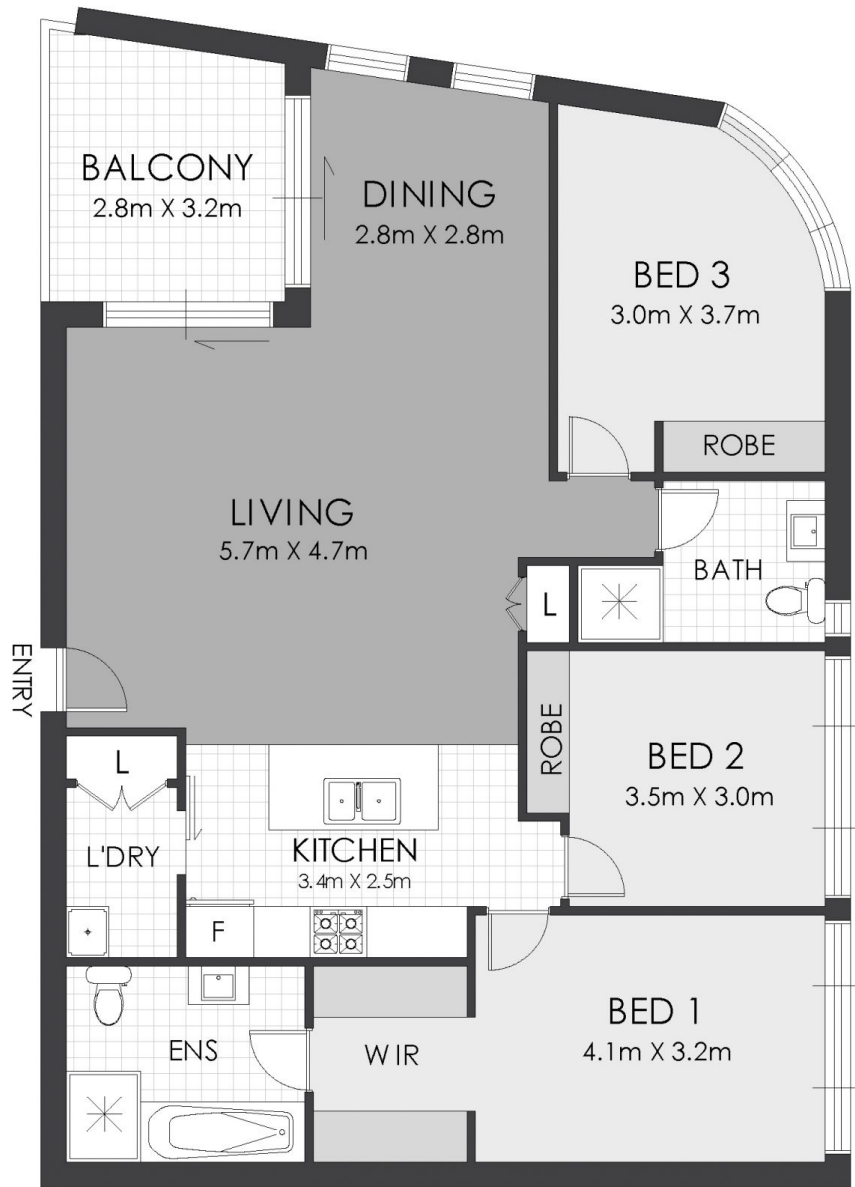 BALCONY
2.8m X 3.2m
DINING
2.8m X 2.8m
BED 3
3.0m X 3.7m
ROBE
LIVING
5.7m X 4.7m
BATH
L
ENTRY
ROBE
BED 2
3.5m X 3.0m
L
L'DRY
KITCHEN
3.4m X 2.5m
F
BED 1
4.1m X 3.2m
ENS
WIR